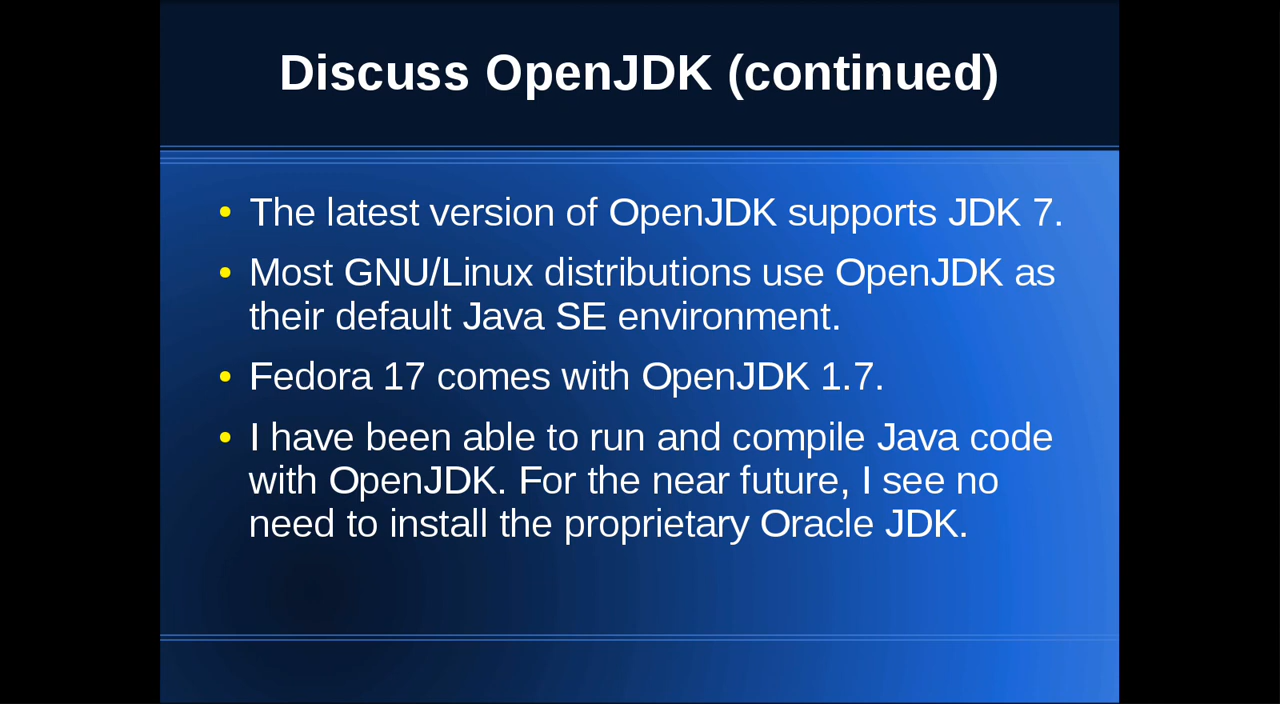 Discuss OpenJDK (continued)
• The latest version of OpenJDK supports JDK 7.
• Most GNU/Linux distributions use OpenJDK as
their default Java SE environment.
• Fedora 17 comes with OpenJDK 1.7.
• I have been able to run and compile Java code
with OpenJDK. For the near future, I see no
need to install the proprietary Oracle JDK.